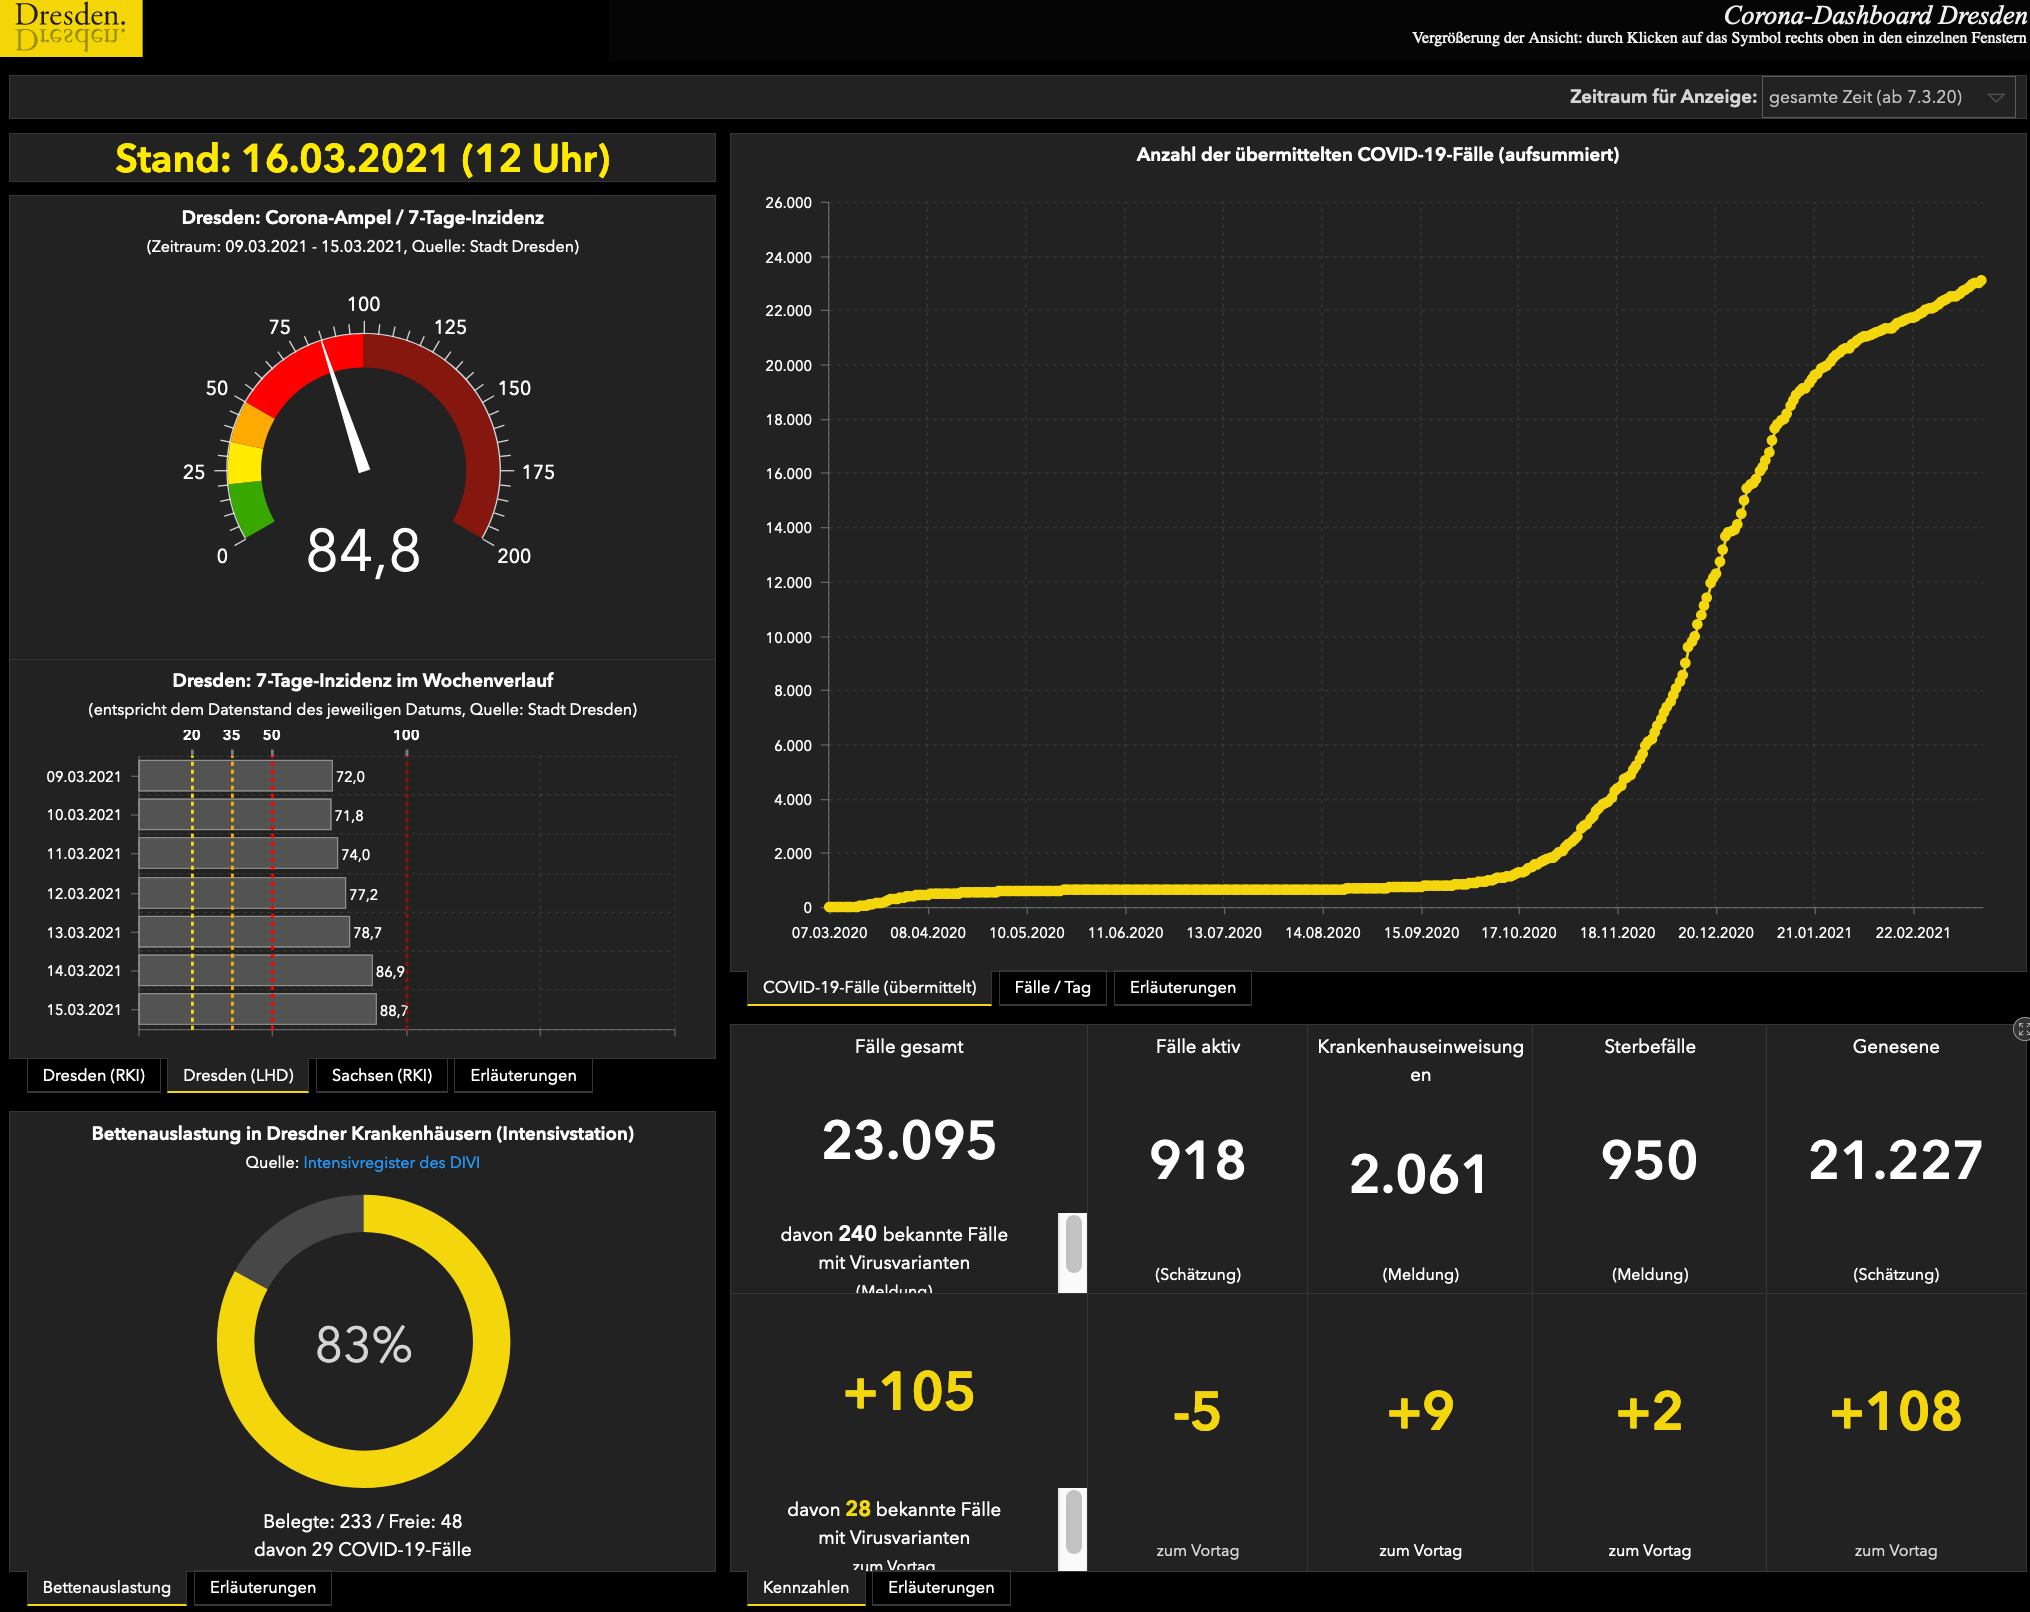 Dresden.
Dresden.
Corona-Dashboard Dresden
Vergrößerung der Ansicht: durch Klicken auf das Symbol rechts oben in den einzelnen Fenstern
Zeitraum für Anzeige: gesamte Zeit (ab 7.3.20)
Stand: 16.03.2021 (12 Uhr)
Dresden: Corona-Ampel / 7-Tage-Inzidenz
(Zeitraum: 09.03.2021 - 15.03.2021, Quelle: Stadt Dresden)
0
25
50
75
100
125
150
175
200
84,8
Dresden: 7-Tage-Inzidenz im Wochenverlauf
(entspricht dem Datenstand des jeweiligen Datums, Quelle: Stadt Dresden)
20 35 50 100
09.03.2021 72,0
10.03.2021 71,8
11.03.2021 74,0
12.03.2021 77,2
13.03.2021 78,7
14.03.2021 86,9
15.03.2021 88,7
Dresden (RKI) Dresden (LHD) Sachsen (RKI) Erläuterungen
Bettenauslastung in Dresdner Krankenhäusern (Intensivstation)
Quelle: Intensivregister des DIVI
83%
Belegte: 233 / Freie: 48
davon 29 COVID-19-Fälle
Bettenauslastung Erläuterungen
Anzahl der übermittelten COVID-19-Fälle (aufsummiert)
26.000
24.000
22.000
20.000
18.000
16.000
14.000
12.000
10.000
8.000
6.000
4.000
2.000
0
07.03.2020 08.04.2020 10.05.2020 11.06.2020 13.07.2020 14.08.2020 15.09.2020 17.10.2020 18.11.2020 20.12.2020 21.01.2021 22.02.2021
COVID-19-Fälle (übermittelt) Fälle / Tag Erläuterungen
Fälle gesamt
23.095
davon 240 bekannte Fälle
mit Virusvarianten
(Meldung)
+105
davon 28 bekannte Fälle
mit Virusvarianten
zum Vortag
Fälle aktiv
918
(Schätzung)
-5
zum Vortag
Krankenhauseinweisung
en
2.061
(Meldung)
+9
zum Vortag
Sterbefälle
950
(Meldung)
+2
zum Vortag
Genesene
21.227
(Schätzung)
+108
zum Vortag
Kennzahlen Erläuterungen